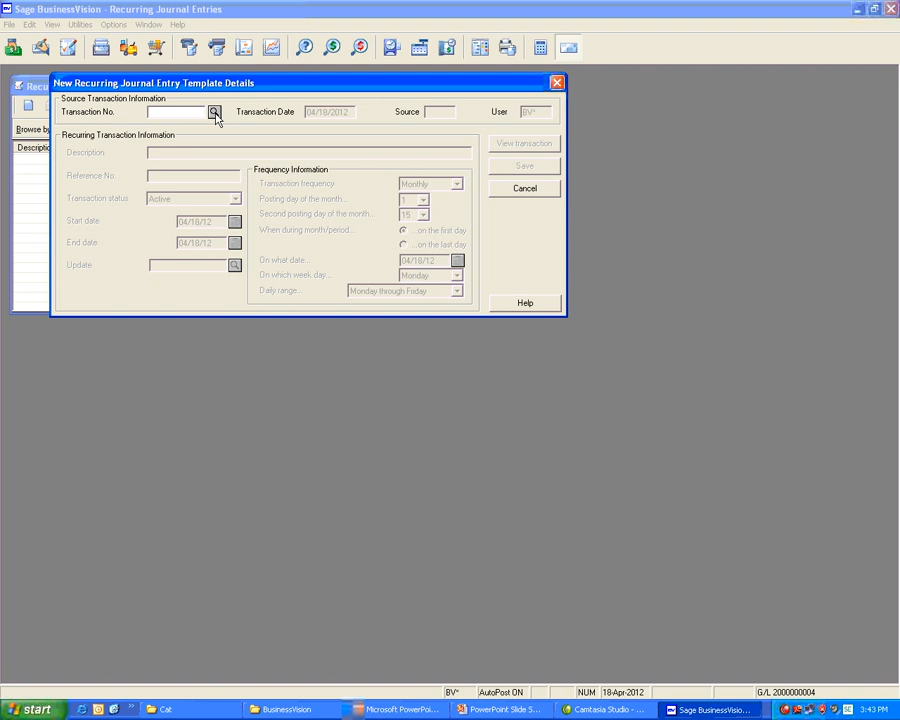 Sage BusinessVision - Recurring Journal Entries
File Edit View Utilities Options Window Help
Recu
New Recurring Journal Entry Template Details
Source Transaction Information
Transaction No. Transaction Date 04/18/2012 Source User BV*
Browse by
Recurring Transaction Information
Descriptio
Description
Reference No.
Transaction status Active
Start date 04/18/12
End date 04/18/12
Update
Frequency Information
Transaction frequency Monthly
Posting day of the month... 1
Second posting day of the month... 15
When during month/period... ...on the first day
...on the last day
On what date... 04/18/12
On which week day... Monday
Daily range... Monday through Friday
View transaction
Save
Cancel
Help
BV* AutoPost ON NUM 18-Apr-2012 G/L 2000000004
start Cat BusinessVision Microsoft PowerPoi... PowerPoint Slide S... Camtasia Studio - ... Sage BusinessVisio... SE 3:43 PM